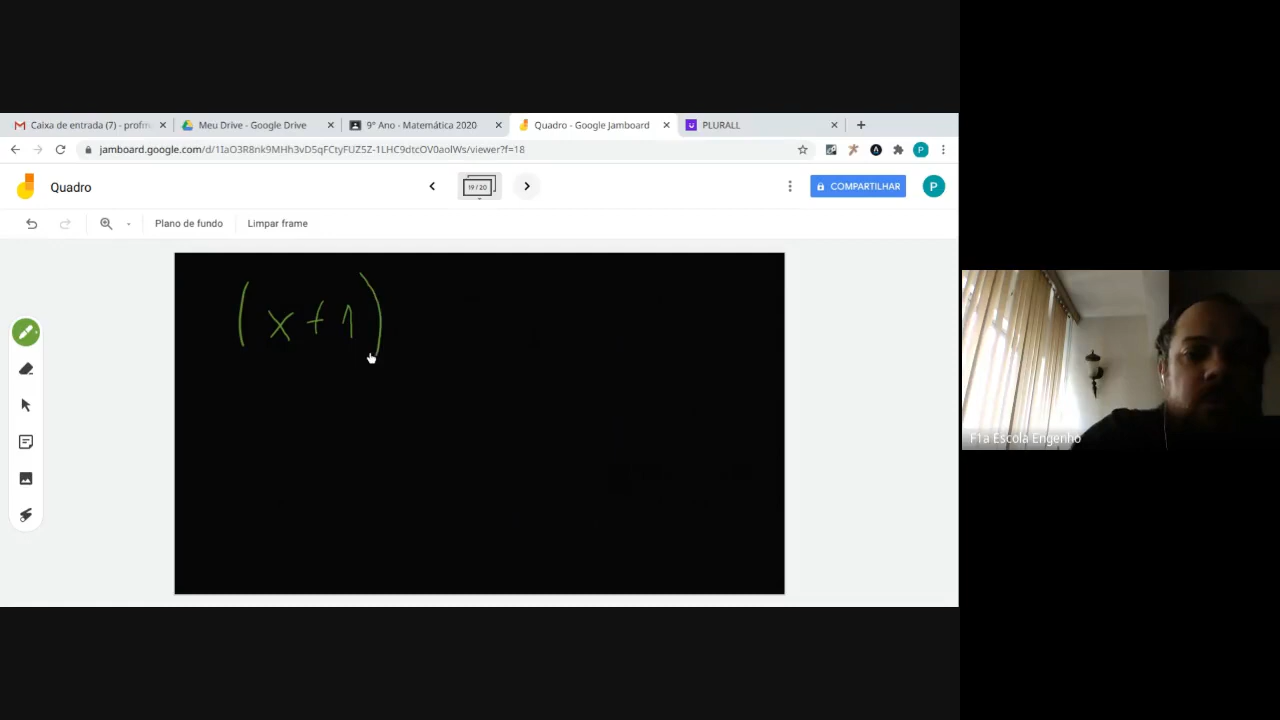 Caixa de entrada (7) - profm
Meu Drive - Google Drive
9° Ano - Matemática 2020
Quadro - Google Jamboard
PLURALL
jamboard.google.com/d/1IaO3R8nk9MHh3vD5qFCtyFUZ5Z-1LHC9dtcOV0aolWs/viewer?f=18
P
Quadro
19 / 20
COMPARTILHAR
P
Plano de fundo
Limpar frame
(x+1)
F1a Escola Engenho